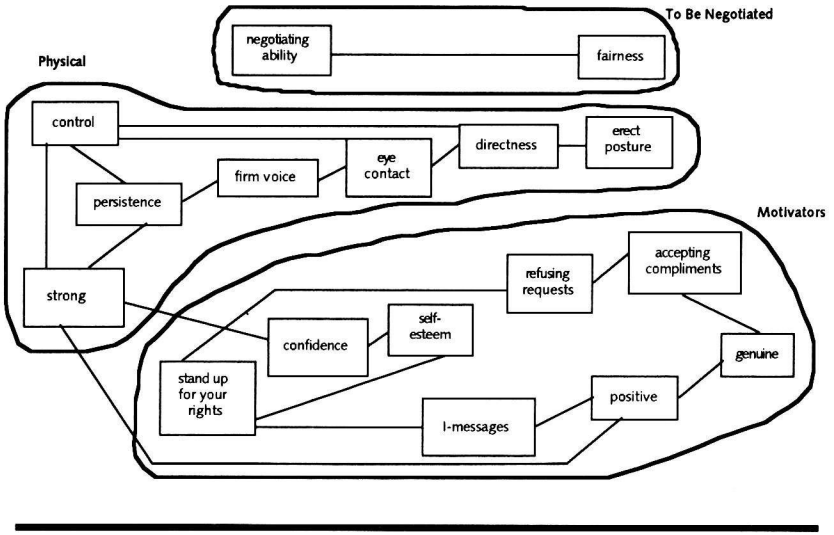 To Be Negotiated
negotiating
ability
fairness
Physical
control
persistence
firm voice
eye
contact
directness
erect
posture
strong
Motivators
refusing
requests
accepting
compliments
confidence
self-
esteem
genuine
stand up
for your
rights
I-messages
positive